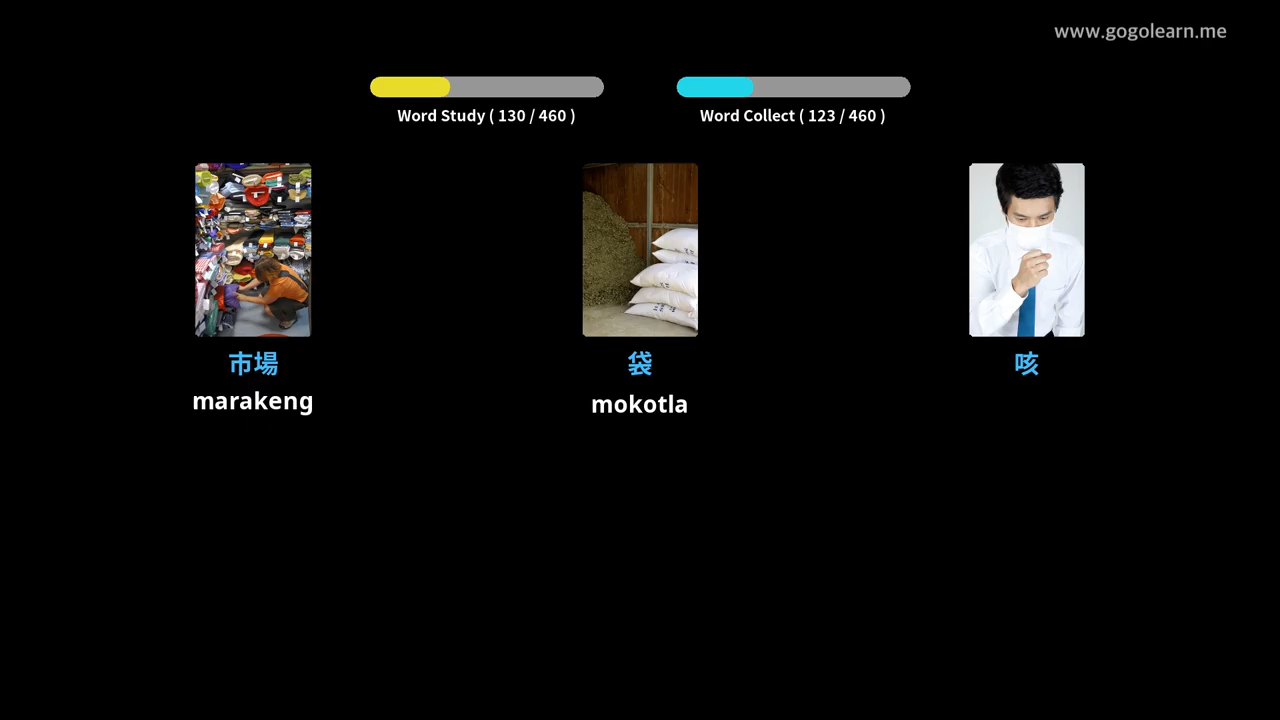 www.gogolearn.me
Word Study ( 130 / 460 )
Word Collect ( 123 / 460 )
市場
marakeng
袋
mokotla
咳